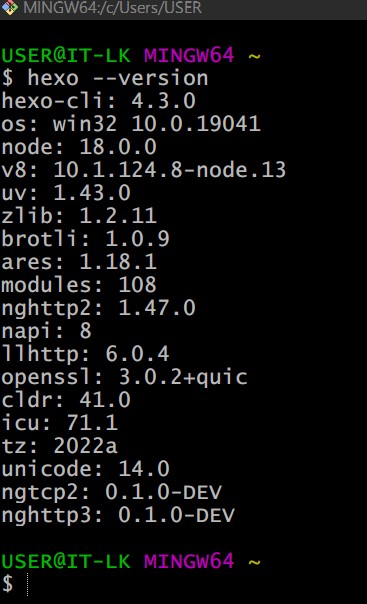 MINGW64:/c/Users/USER
USER@IT-LK MINGW64 ~
$ hexo --version
hexo-cli: 4.3.0
os: win32 10.0.19041
node: 18.0.0
v8: 10.1.124.8-node.13
uv: 1.43.0
zlib: 1.2.11
brotli: 1.0.9
ares: 1.18.1
modules: 108
nghttp2: 1.47.0
napi: 8
llhttp: 6.0.4
openssl: 3.0.2+quic
cldr: 41.0
icu: 71.1
tz: 2022a
unicode: 14.0
ngtcp2: 0.1.0-DEV
nghttp3: 0.1.0-DEV
USER@IT-LK MINGW64 ~
$